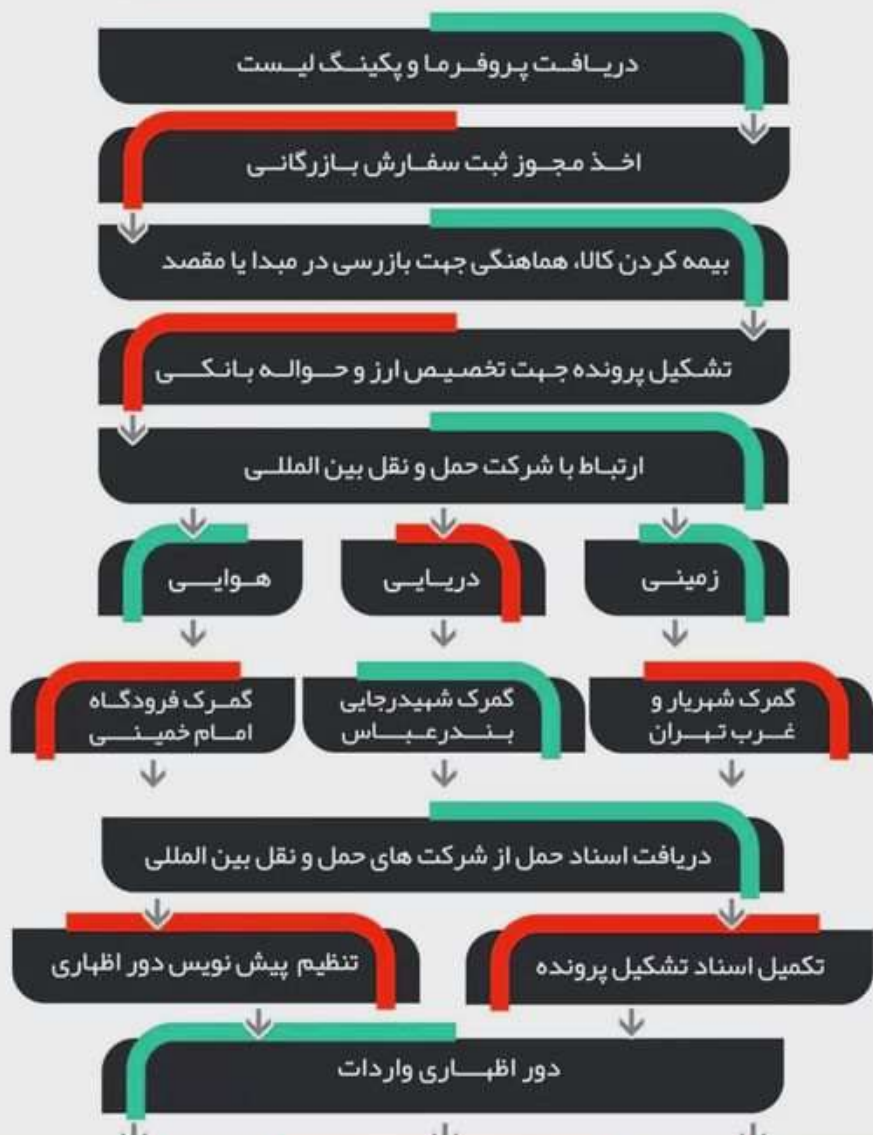 دریافت پروفرما و پکینگ لیست
اخذ مجوز ثبت سفارش بازرگانی
بیمه کردن کالا، هماهنگی جهت بازرسی در مبدا یا مقصد
تشکیل پرونده جهت تخصیص ارز و حواله بانکی
ارتباط با شرکت حمل و نقل بین المللی
زمینی
دریایی
هوایی
گمرک شهریار و
غرب تهران
گمرک شهیدرجایی
بندرعباس
گمرک فرودگاه
امام خمینی
دریافت اسناد حمل از شرکت های حمل و نقل بین المللی
تکمیل اسناد تشکیل پرونده
تنظیم پیش نویس دور اظهاری
دور اظهاری واردات